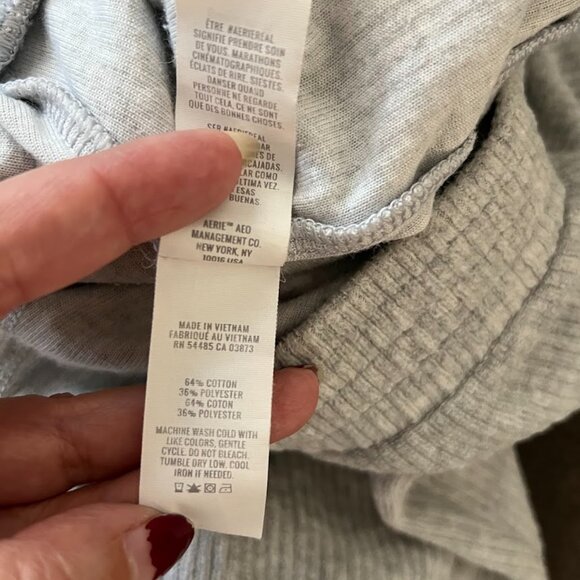 ÊTRE #AERIEREAL
SIGNIFIE PRENDRE SOIN
DE VOUS. MARATHONS
CINÉMATOGRAPHIQUES.
ÉCLATS DE RIRE. SIESTES.
DANSER QUAND
PERSONNE NE REGARDE.
TOUT CELA, CE NE SONT
QUE DES BONNES CHOSES.
SER #AERIEREAL
DE
ÚLTIMA VEZ.
BUENAS.
AERIE™ AEO
MANAGEMENT CO.
NEW YORK, NY
10016 USA
MADE IN VIETNAM
FABRIQUÉ AU VIETNAM
RN 54485 CA 03873
64% COTTON
36% POLYESTER
64% COTON
36% POLYESTER
MACHINE WASH COLD WITH
LIKE COLORS, GENTLE
CYCLE. DO NOT BLEACH.
TUMBLE DRY LOW. COOL
IRON IF NEEDED.